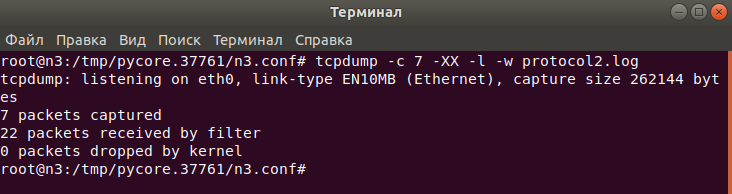 Терминал
Файл Правка Вид Поиск Терминал Справка
root@n3:/tmp/pycore.37761/n3.conf# tcpdump -c 7 -XX -l -w protocol2.log
tcpdump: listening on eth0, link-type EN10MB (Ethernet), capture size 262144 byt
es
7 packets captured
22 packets received by filter
0 packets dropped by kernel
root@n3:/tmp/pycore.37761/n3.conf#